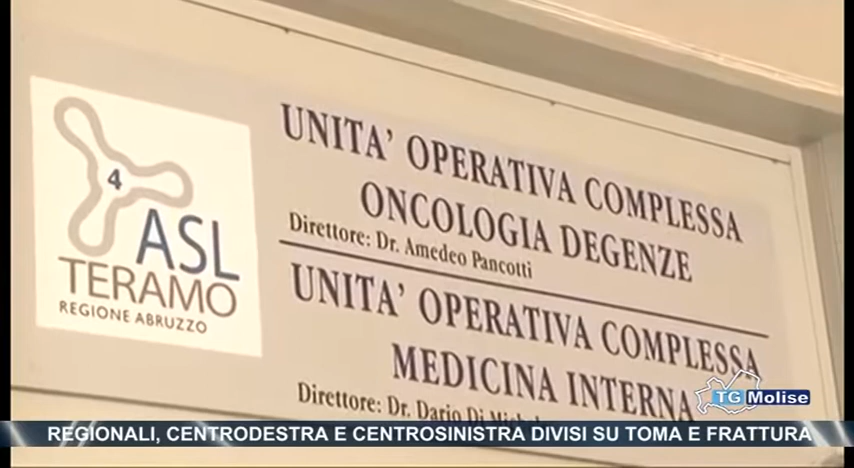 4
ASL
TERAMO
REGIONE ABRUZZO
UNITA' OPERATIVA COMPLESSA
ONCOLOGIA DEGENZE
Direttore: Dr. Amedeo Pancotti
UNITA' OPERATIVA COMPLESSA
MEDICINA INTERNA
Direttore: Dr. Dario Di
TG Molise
REGIONALI, CENTRODESTRA E CENTROSINISTRA DIVISI SU TOMA E FRATTURA